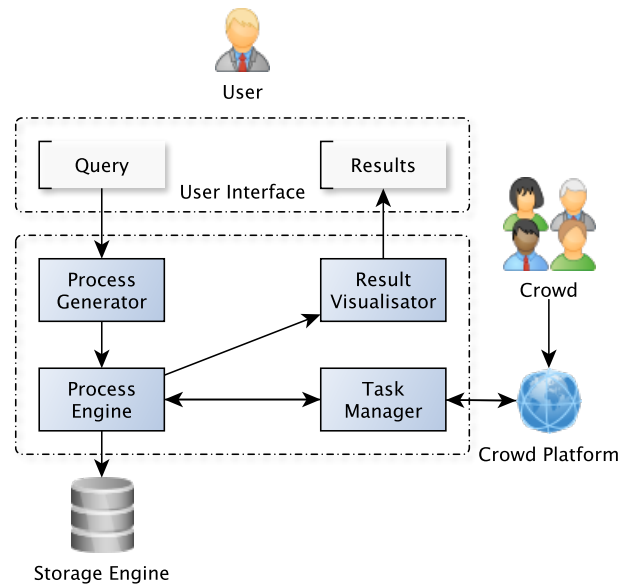 User
Query
Results
User Interface
Process
Generator
Result
Visualisator
Crowd
Process
Engine
Task
Manager
Crowd Platform
Storage Engine